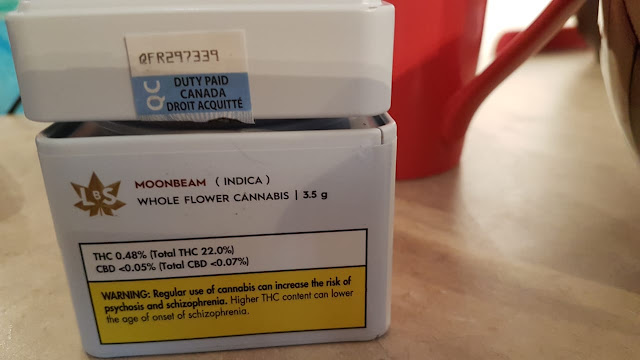 QFR297339
QC
DUTY PAID
CANADA
DROIT ACQUITTÉ
LBS
MOONBEAM ( INDICA )
WHOLE FLOWER CANNABIS | 3.5 g
THC 0.48% (Total THC 22.0%)
CBD <0.05% (Total CBD <0.07%)
WARNING: Regular use of cannabis can increase the risk of
psychosis and schizophrenia. Higher THC content can lower
the age of onset of schizophrenia.